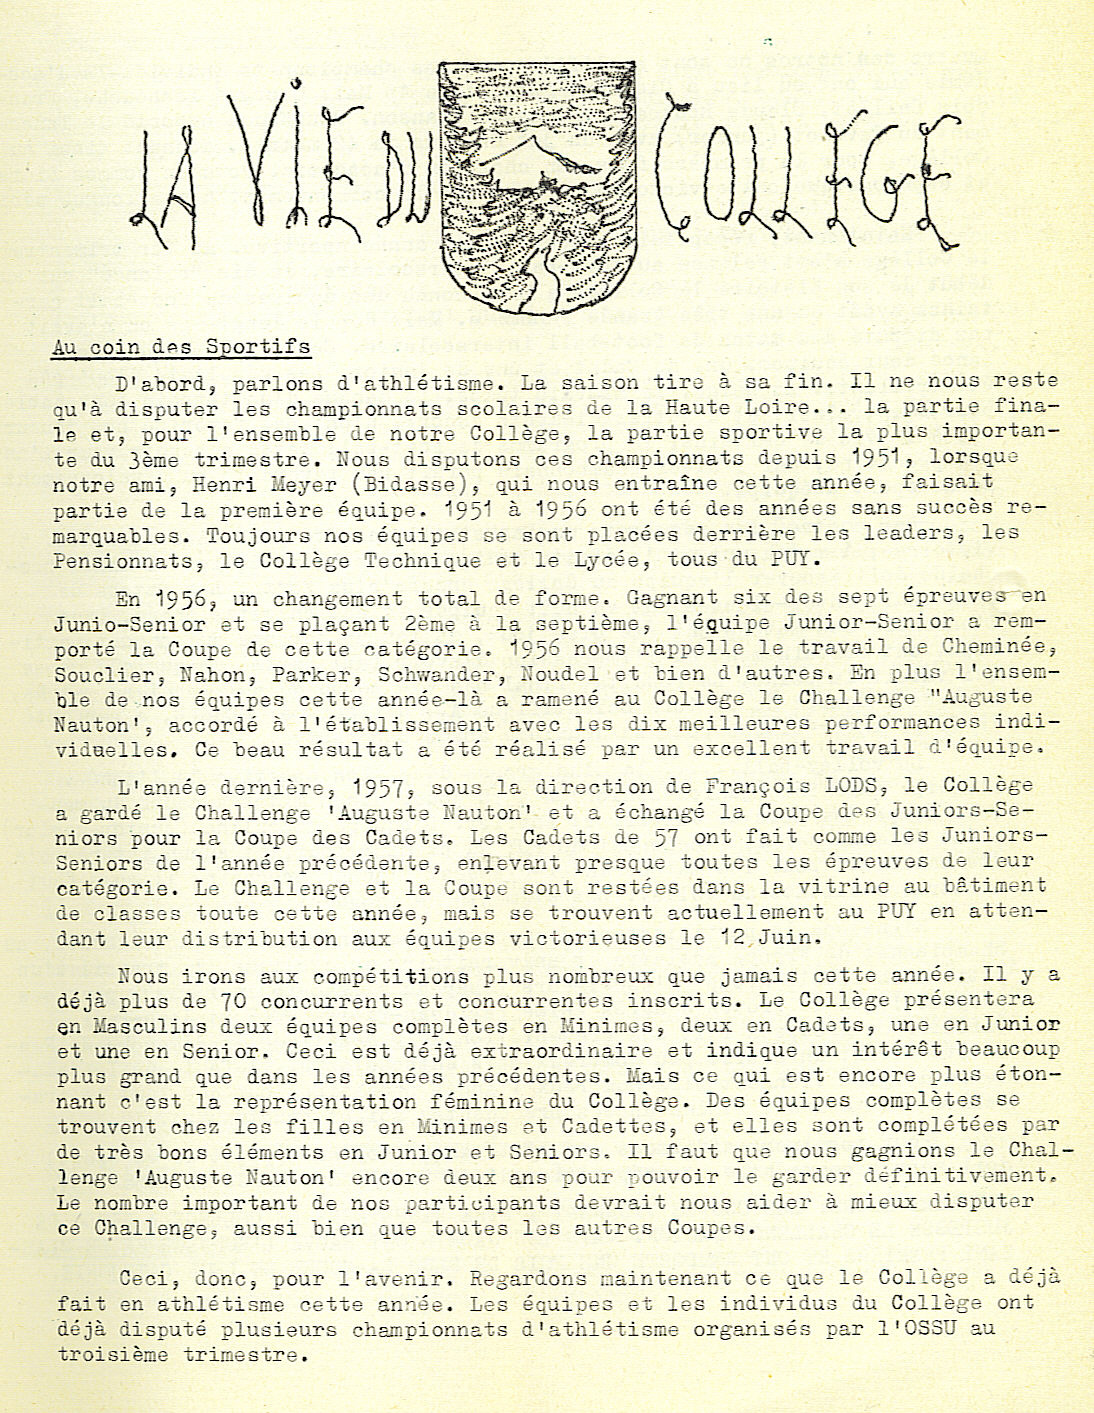 LA VIE DU COLLEGE
Au coin des Sportifs
D'abord, parlons d'athlétisme. La saison tire à sa fin. Il ne nous reste
qu'à disputer les championnats scolaires de la Haute Loire... la partie fina-
le et, pour l'ensemble de notre Collège, la partie sportive la plus importan-
te du 3ème trimestre. Nous disputons ces championnats depuis 1951, lorsque
notre ami, Henri Meyer (Bidasse), qui nous entraîne cette année, faisait
partie de la première équipe. 1951 à 1956 ont été des années sans succès re-
marquables. Toujours nos équipes se sont placées derrière les leaders, les
Pensionnats, le Collège Technique et le Lycée, tous du PUY.
En 1956, un changement total de forme. Gagnant six des sept épreuves en
Junio-Senior et se plaçant 2ème à la septième, l'équipe Junior-Senior a rem-
porté la Coupe de cette catégorie. 1956 nous rappelle le travail de Cheminée,
Souclier, Nahon, Parker, Schwander, Noudel et bien d'autres. En plus l'ensem-
ble de nos équipes cette année-là a ramené au Collège le Challenge "Auguste
Nauton', accordé à l'établissement avec les dix meilleures performances indi-
viduelles. Ce beau résultat a été réalisé par un excellent travail d'équipe.
L'année dernière, 1957, sous la direction de François LODS, le Collège
a gardé le Challenge 'Auguste Nauton' et a échangé la Coupe des Juniors-Se-
niors pour la Coupe des Cadets. Les Cadets de 57 ont fait comme les Juniors-
Seniors de l'année précédente, enlevant presque toutes les épreuves de leur
catégorie. Le Challenge et la Coupe sont restées dans la vitrine au bâtiment
de classes toute cette année, mais se trouvent actuellement au PUY en atten-
dant leur distribution aux équipes victorieuses le 12 Juin.
Nous irons aux compétitions plus nombreux que jamais cette année. Il y a
déjà plus de 70 concurrents et concurrentes inscrits. Le Collège présentera
en Masculins deux équipes complètes en Minimes, deux en Cadets, une en Junior
et une en Senior. Ceci est déjà extraordinaire et indique un intérêt beaucoup
plus grand que dans les années précédentes. Mais ce qui est encore plus éton-
nant c'est la représentation féminine du Collège. Des équipes complètes se
trouvent chez les filles en Minimes et Cadettes, et elles sont complétées par
de très bons éléments en Junior et Seniors. Il faut que nous gagnions le Chal-
lenge 'Auguste Nauton' encore deux ans pour pouvoir le garder définitivement.
Le nombre important de nos participants devrait nous aider à mieux disputer
ce Challenge, aussi bien que toutes les autres Coupes.
Ceci, donc, pour l'avenir. Regardons maintenant ce que le Collège a déjà
fait en athlétisme cette année. Les équipes et les individus du Collège ont
déjà disputé plusieurs championnats d'athlétisme organisés par l'OSSU au
troisième trimestre.